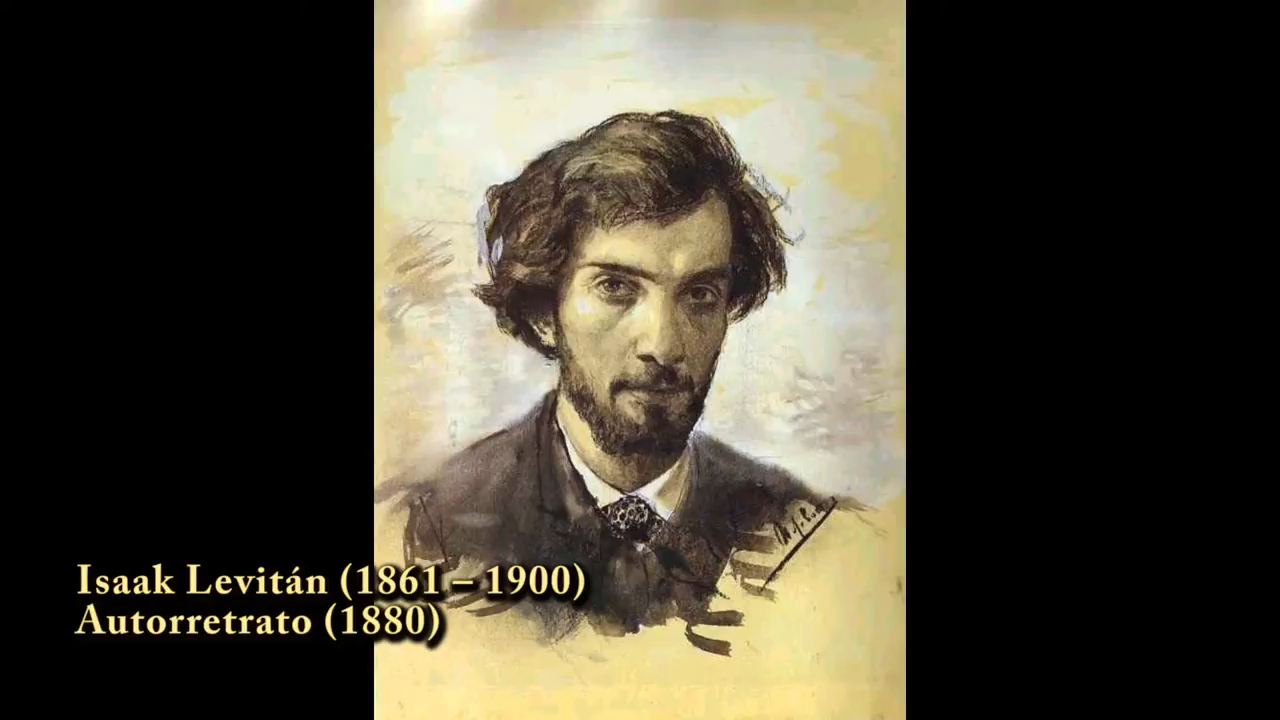 Isaak Levitán (1861 – 1900)
Autorretrato (1880)